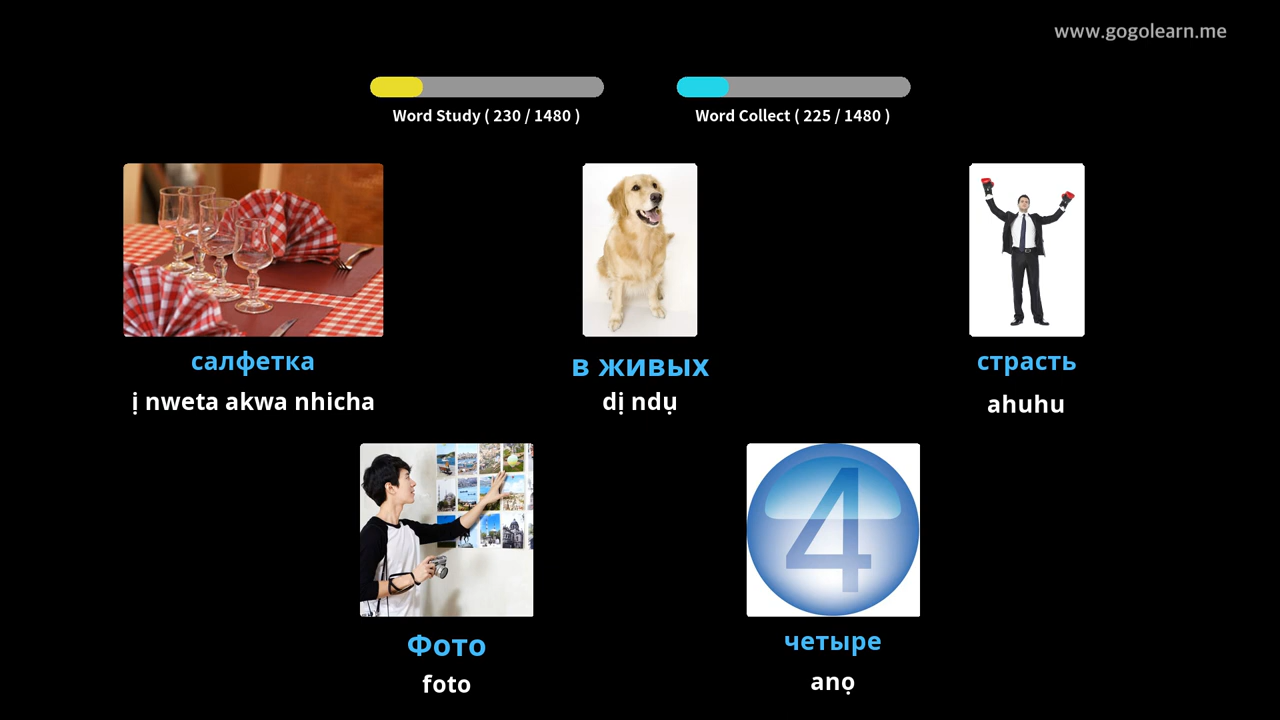 www.gogolearn.me
Word Study ( 230 / 1480 )
Word Collect ( 225 / 1480 )
салфетка
ị nweta akwa nhicha
в живых
dị ndụ
страсть
ahuhu
Фото
foto
4
четыре
anọ